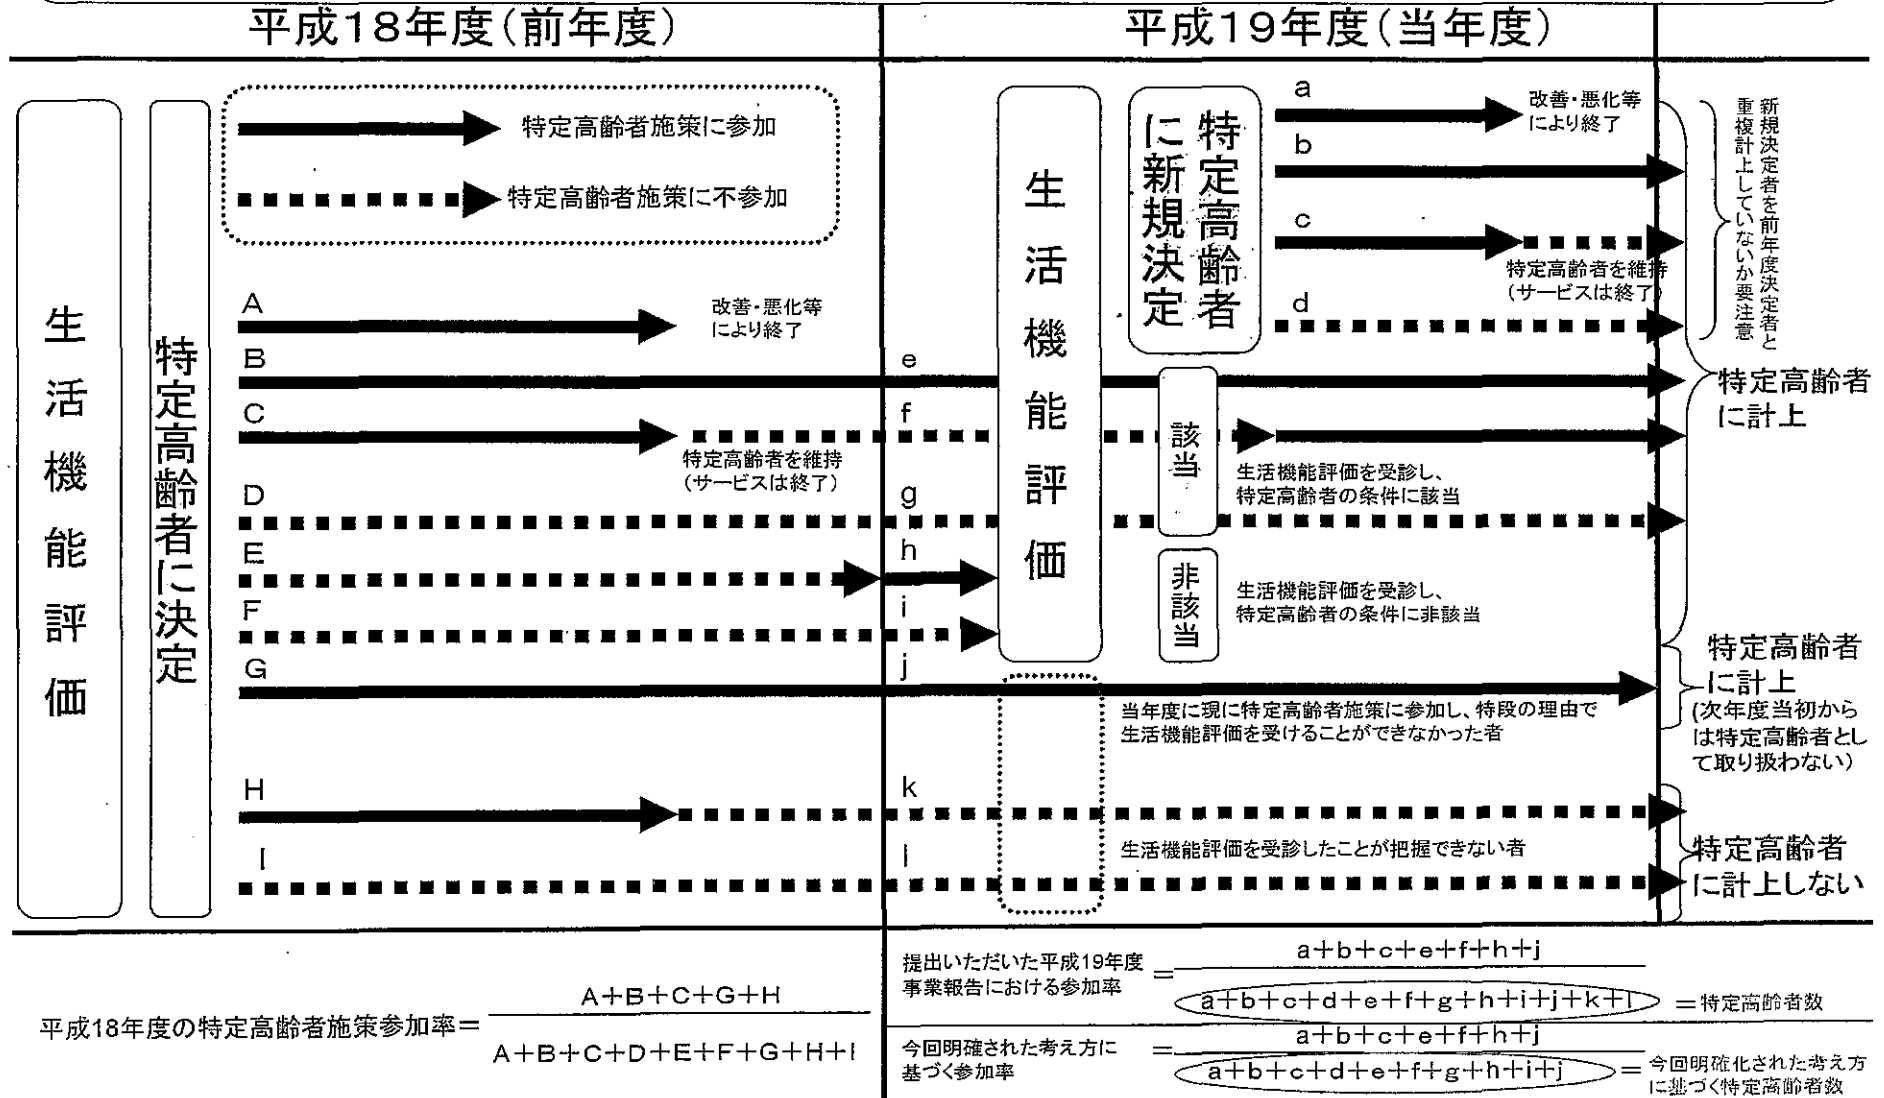 平成18年度(前年度)
平成19年度(当年度)
生活機能評価
特定高齢者に決定
特定高齢者施策に参加
特定高齢者施策に不参加
A
改善・悪化等
により終了
B
C
特定高齢者を維持
(サービスは終了)
D
E
F
G
H
I
生活機能評価
特定高齢者
に新規決定
a
改善・悪化等
により終了
b
c
特定高齢者を維持
(サービスは終了)
d
e
f
g
h
i
j
k
l
該当
生活機能評価を受診し、
特定高齢者の条件に該当
非該当
生活機能評価を受診し、
特定高齢者の条件に非該当
当年度に現に特定高齢者施策に参加し、特段の理由で
生活機能評価を受けることができなかった者
生活機能評価を受診したことが把握できない者
新規決定者を前年度決定者と
重複計上していないか要注意
特定高齢者
に計上
特定高齢者
に計上
(次年度当初から
は特定高齢者とし
て取り扱わない)
特定高齢者
に計上しない
平成18年度の特定高齢者施策参加率=
A+B+C+G+H
A+B+C+D+E+F+G+H+I
提出いただいた平成19年度
事業報告における参加率
=
a+b+c+e+f+h+j
a+b+c+d+e+f+g+h+i+j+k+l
=特定高齢者数
今回明確された考え方に
基づく参加率
=
a+b+c+e+f+h+j
a+b+c+d+e+f+g+h+i+j
=今回明確化された考え方
に基づく特定高齢者数